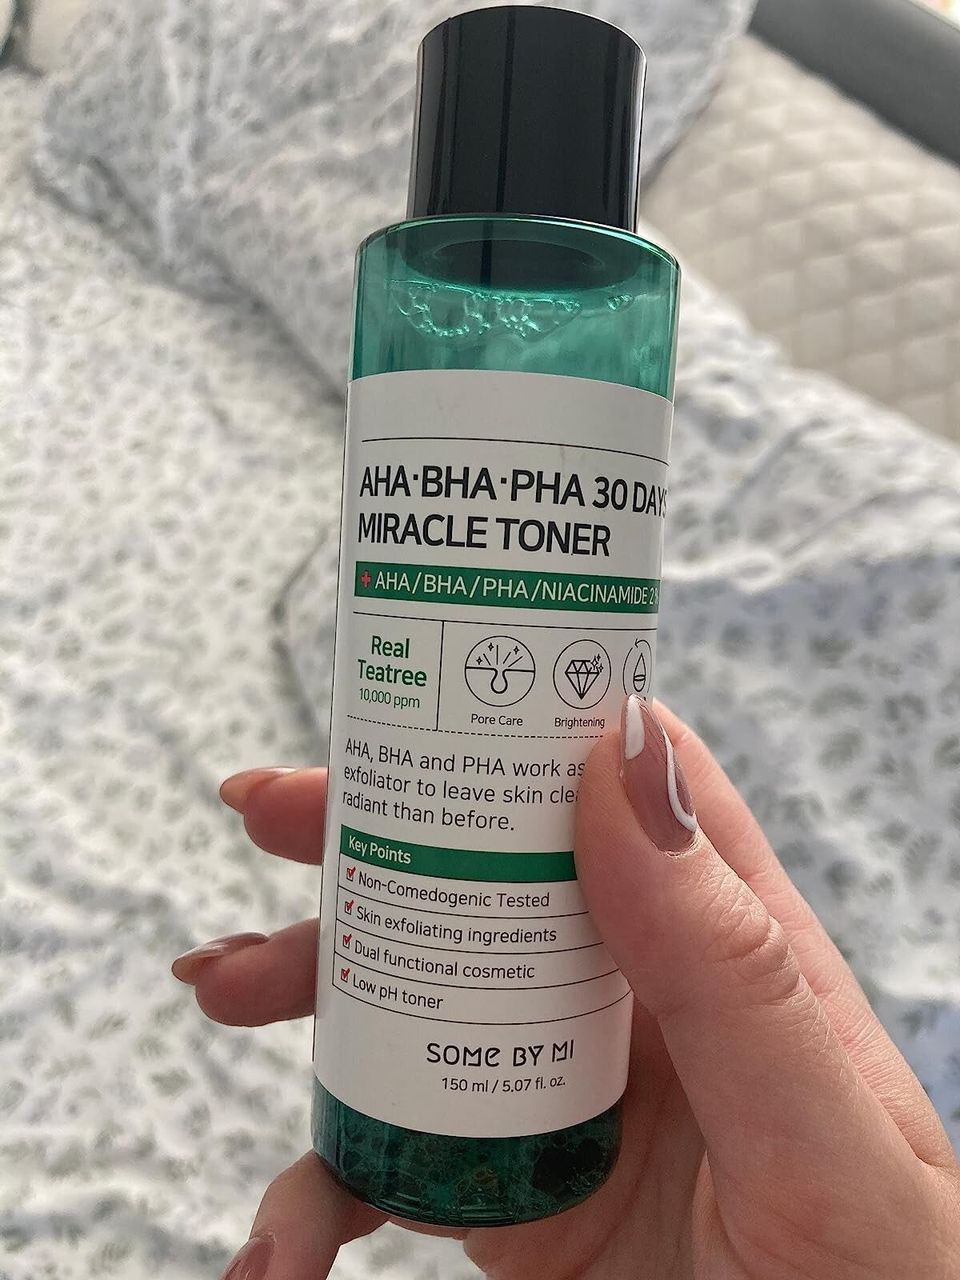 AHA·BHA·PHA 30 DAYS
MIRACLE TONER
+ AHA/BHA/PHA/NIACINAMIDE
Real
Teatree
10,000 ppm
Pore Care
Brightening
AHA, BHA and PHA work as
exfoliator to leave skin
radiant than before.
Key Points
Non-Comedogenic Tested
Skin exfoliating ingredients
Dual functional cosmetic
Low pH toner
SOME BY MI
150 ml / 5.07 fl. oz.